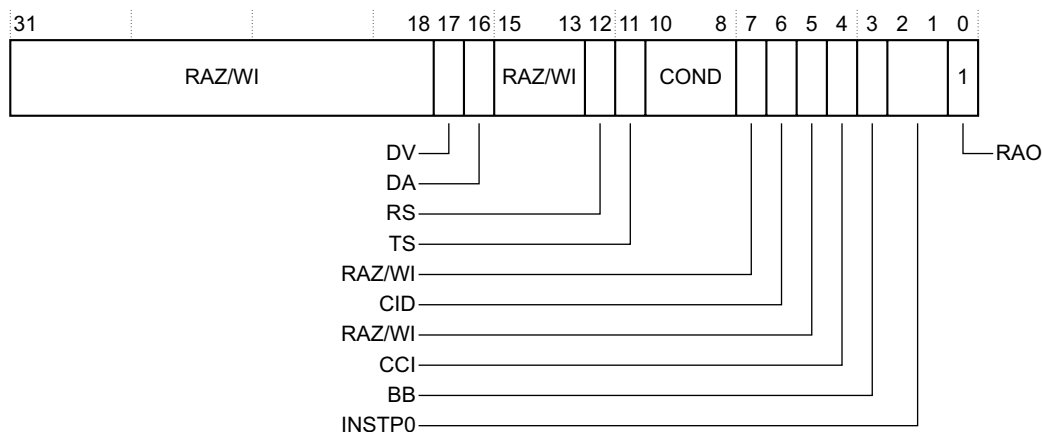 31 18 17 16 15 13 12 11 10 8 7 6 5 4 3 2 1 0
RAZ/WI RAZ/WI COND 1
DV RAO
DA
RS
TS
RAZ/WI
CID
RAZ/WI
CCI
BB
INSTP0